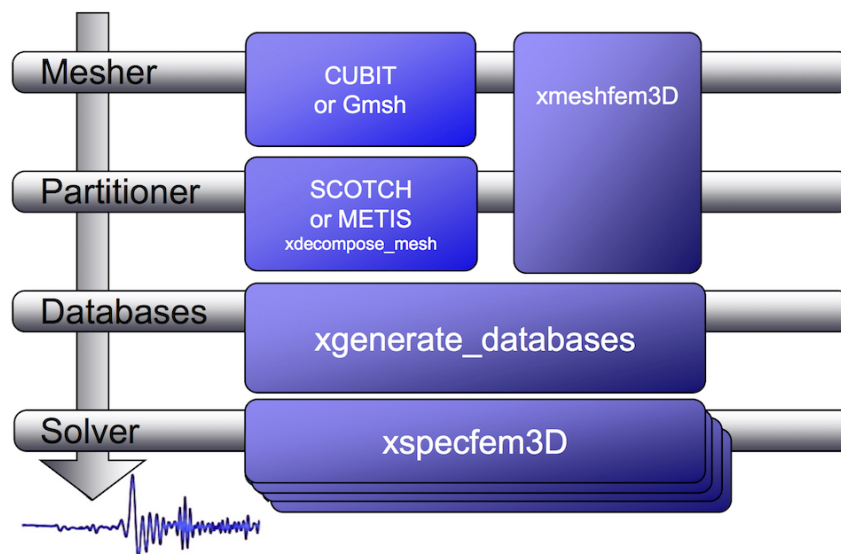 Mesher
CUBIT
or Gmsh
xmeshfem3D
Partitioner
SCOTCH
or METIS
xdecompose_mesh
Databases
xgenerate_databases
Solver
xspecfem3D